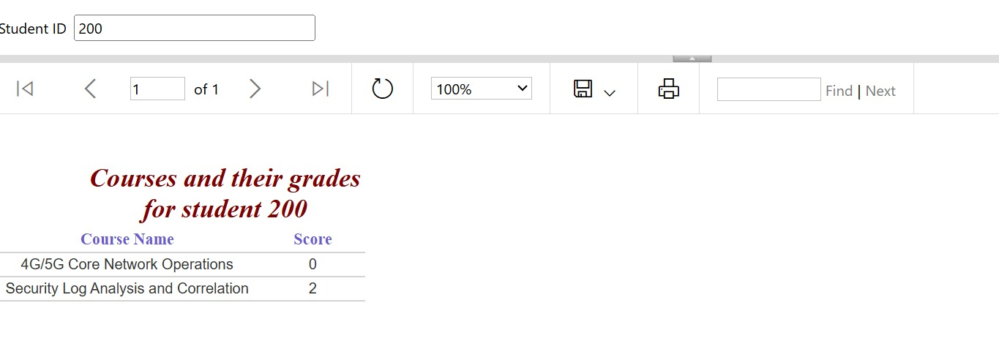 Student ID 200
1 of 1 100% Find | Next
Courses and their grades
for student 200
Course Name Score
4G/5G Core Network Operations 0
Security Log Analysis and Correlation 2